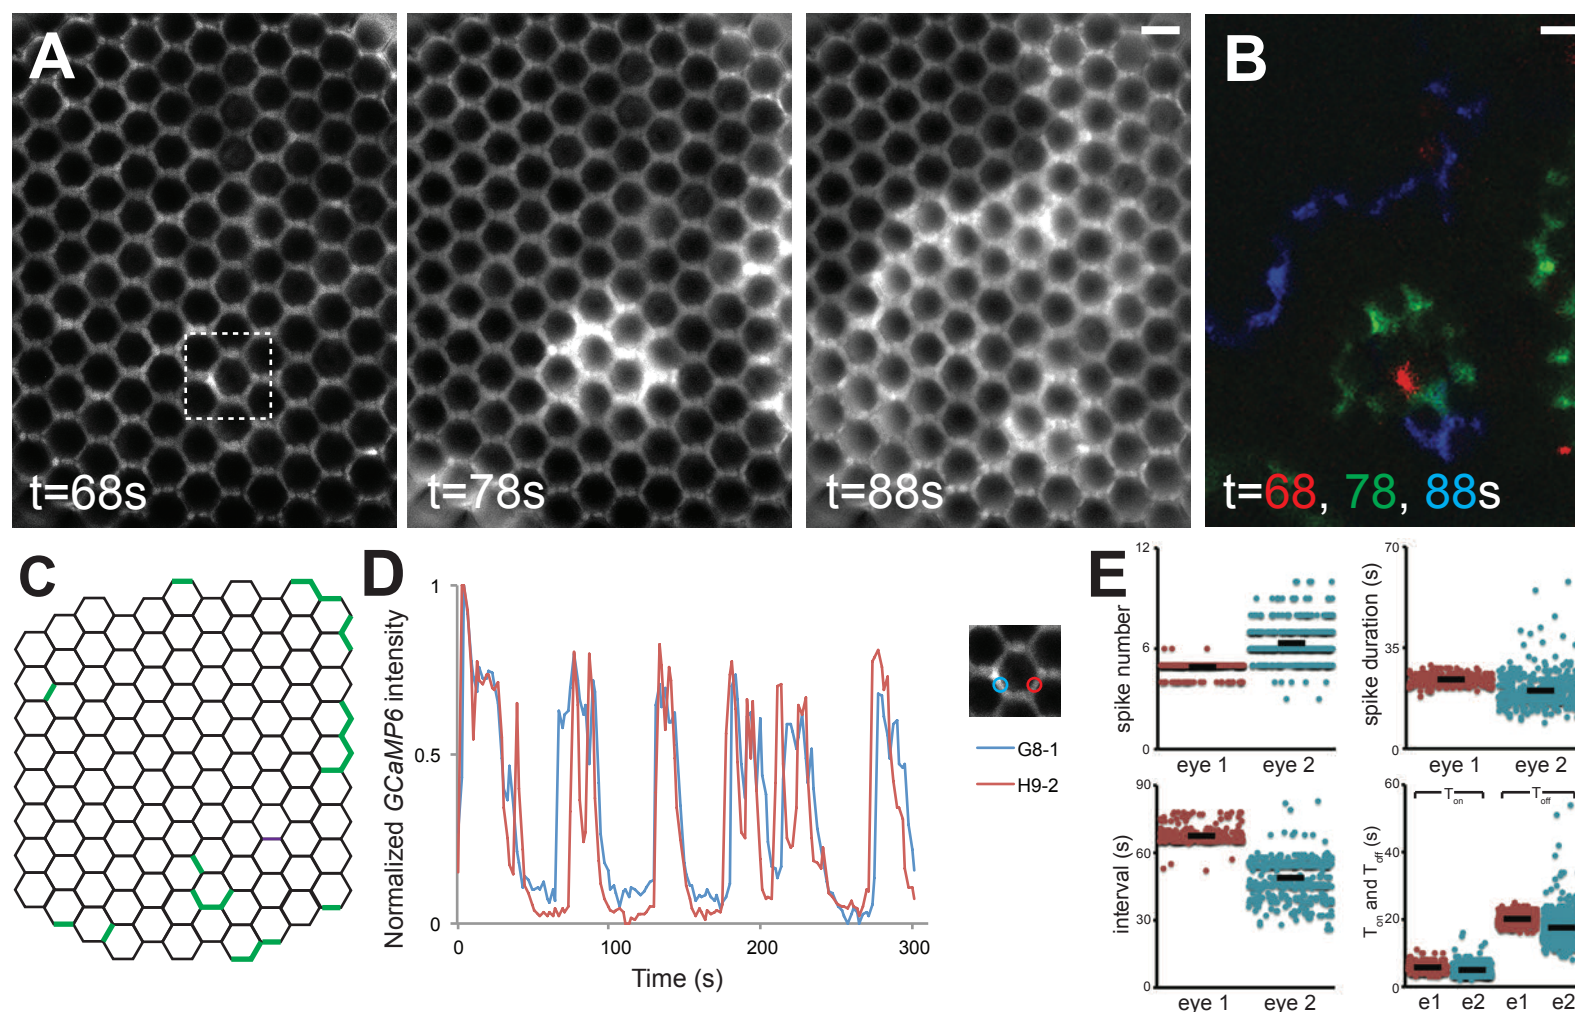 A
B
t=68s
t=78s
t=88s
t=68, 78, 88s
C
D
E
Normalized GCaMP6 intensity
1
0.5
0
0
100
200
300
Time (s)
G8-1
H9-2
spike number
12
6
0
eye 1
eye 2
spike duration (s)
70
35
0
eye 1
eye 2
interval (s)
90
60
30
0
eye 1
eye 2
Ton and Toff (s)
60
40
20
0
Ton
Toff
e1
e2
e1
e2